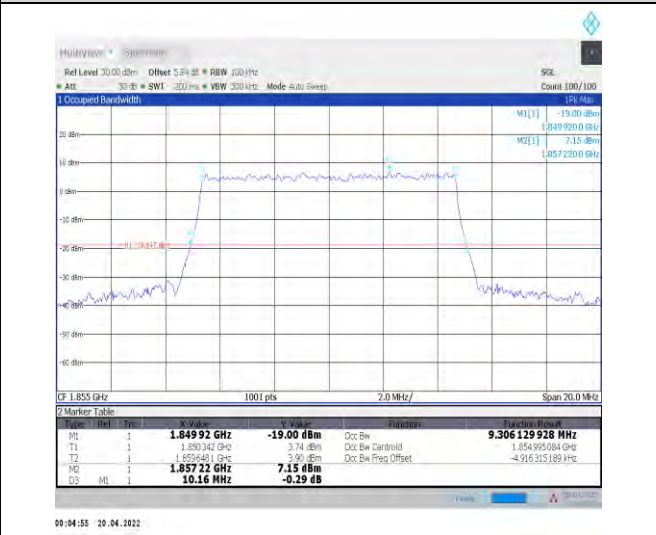 MultiView Spectrum
Ref Level 30.00 dBm Offset 5.84 dB RBW 100 kHz SGL
Att 30 dB SWT 200 ms VBW 300 kHz Mode Auto Sweep Count 100/100
1 Occupied Bandwidth 1Pk Max
M1[1] -19.00 dBm
1.849920 0 GHz
M2[1] 7.15 dBm
1.857220 0 GHz
20 dBm
10 dBm
0 dBm
-10 dBm
-20 dBm
-30 dBm
-40 dBm
-50 dBm
-60 dBm
CF 1.855 GHz 1001 pts 2.0 MHz/ Span 20.0 MHz
2 Marker Table
Type Ref Trc X-Value Y-Value Function Function Result
M1 1 1.849 92 GHz -19.00 dBm Occ Bw 9.306 129 928 MHz
T1 1 1.850 342 GHz 3.74 dBm Occ Bw Centroid 1.854 995 084 GHz
T2 1 1.859 648 1 GHz 3.90 dBm Occ Bw Freq Offset -4.916 315 189 kHz
M2 1 1.857 22 GHz 7.15 dBm
D3 M1 1 10.16 MHz -0.29 dB
00:04:55 20.04.2022